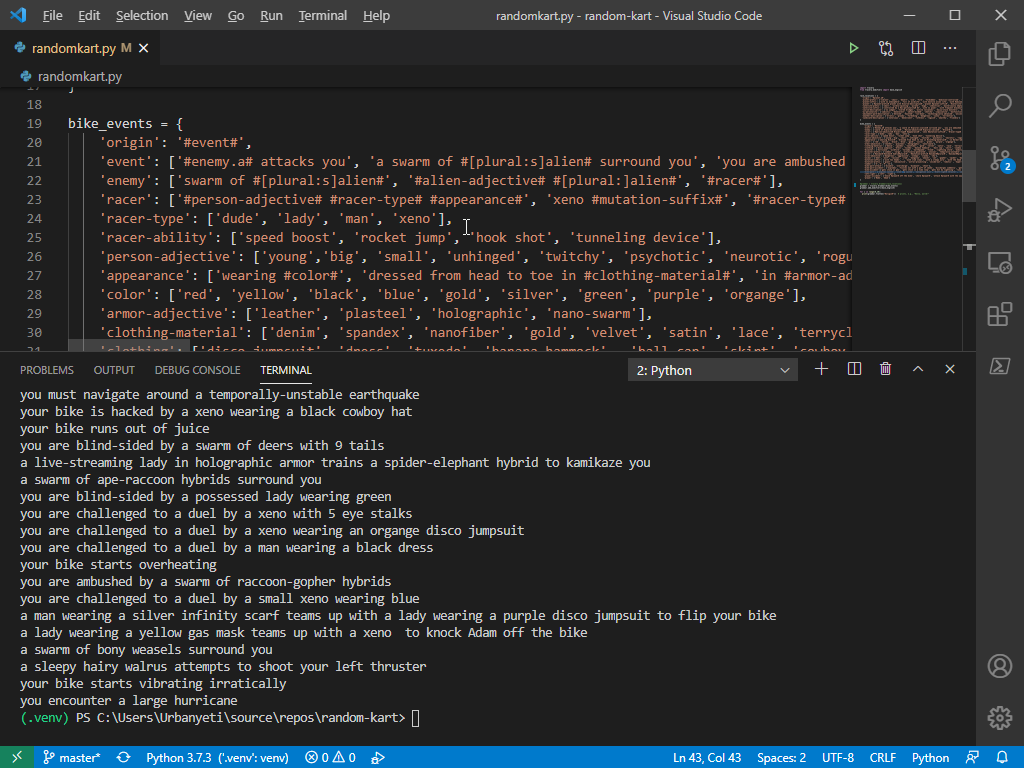 File Edit Selection View Go Run Terminal Help randomkart.py - random-kart - Visual Studio Code
randomkart.py M
randomkart.py
17 }
18
19 bike_events = {
20 'origin': '#event#',
21 'event': ['#enemy.a# attacks you', 'a swarm of #[plural:s]alien# surround you', 'you are ambushed
22 'enemy': ['swarm of #[plural:s]alien#', '#alien-adjective# #[plural:]alien#', '#racer#'],
23 'racer': ['#person-adjective# #racer-type# #appearance#', 'xeno #mutation-suffix#', '#racer-type#
24 'racer-type': ['dude', 'lady', 'man', 'xeno'],
25 'racer-ability': ['speed boost', 'rocket jump', 'hook shot', 'tunneling device'],
26 'person-adjective': ['young','big', 'small', 'unhinged', 'twitchy', 'psychotic', 'neurotic', 'rogu
27 'appearance': ['wearing #color#', 'dressed from head to toe in #clothing-material#', 'in #armor-ad
28 'color': ['red', 'yellow', 'black', 'blue', 'gold', 'silver', 'green', 'purple', 'organge'],
29 'armor-adjective': ['leather', 'plasteel', 'holographic', 'nano-swarm'],
30 'clothing-material': ['denim', 'spandex', 'nanofiber', 'gold', 'velvet', 'satin', 'lace', 'terrycl
31 'clothing': ['disco jumpsuit', 'dress', 'tuxedo', 'banana hammock', 'ball cap', 'skirt', 'cowboy
PROBLEMS OUTPUT DEBUG CONSOLE TERMINAL 2: Python
you must navigate around a temporally-unstable earthquake
your bike is hacked by a xeno wearing a black cowboy hat
your bike runs out of juice
you are blind-sided by a swarm of deers with 9 tails
a live-streaming lady in holographic armor trains a spider-elephant hybrid to kamikaze you
a swarm of ape-raccoon hybrids surround you
you are blind-sided by a possessed lady wearing green
you are challenged to a duel by a xeno with 5 eye stalks
you are challenged to a duel by a xeno wearing an organge disco jumpsuit
you are challenged to a duel by a man wearing a black dress
your bike starts overheating
you are ambushed by a swarm of raccoon-gopher hybrids
you are challenged to a duel by a small xeno wearing blue
a man wearing a silver infinity scarf teams up with a lady wearing a purple disco jumpsuit to flip your bike
a lady wearing a yellow gas mask teams up with a xeno  to knock Adam off the bike
a swarm of bony weasels surround you
a sleepy hairy walrus attempts to shoot your left thruster
your bike starts vibrating irratically
you encounter a large hurricane
(.venv) PS C:\Users\Urbanyeti\source\repos\random-kart>
master* Python 3.7.3 ('.venv': venv) 0 0 Ln 43, Col 43 Spaces: 2 UTF-8 CRLF Python
2